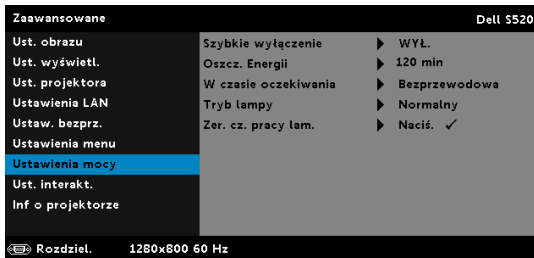 Zaawansowane Dell S520
Ust. obrazu
Ust. wyświetl.
Ust. projektora
Ustawienia LAN
Ustaw. bezprz.
Ustawienia menu
Ustawienia mocy
Ust. interakt.
Inf o projektorze
Szybkie wyłączenie WYŁ.
Oszcz. Energii 120 min
W czasie oczekiwania Bezprzewodowa
Tryb lampy Normalny
Zer. cz. pracy lam. Naciś. ✓
Rozdziel. 1280x800 60 Hz